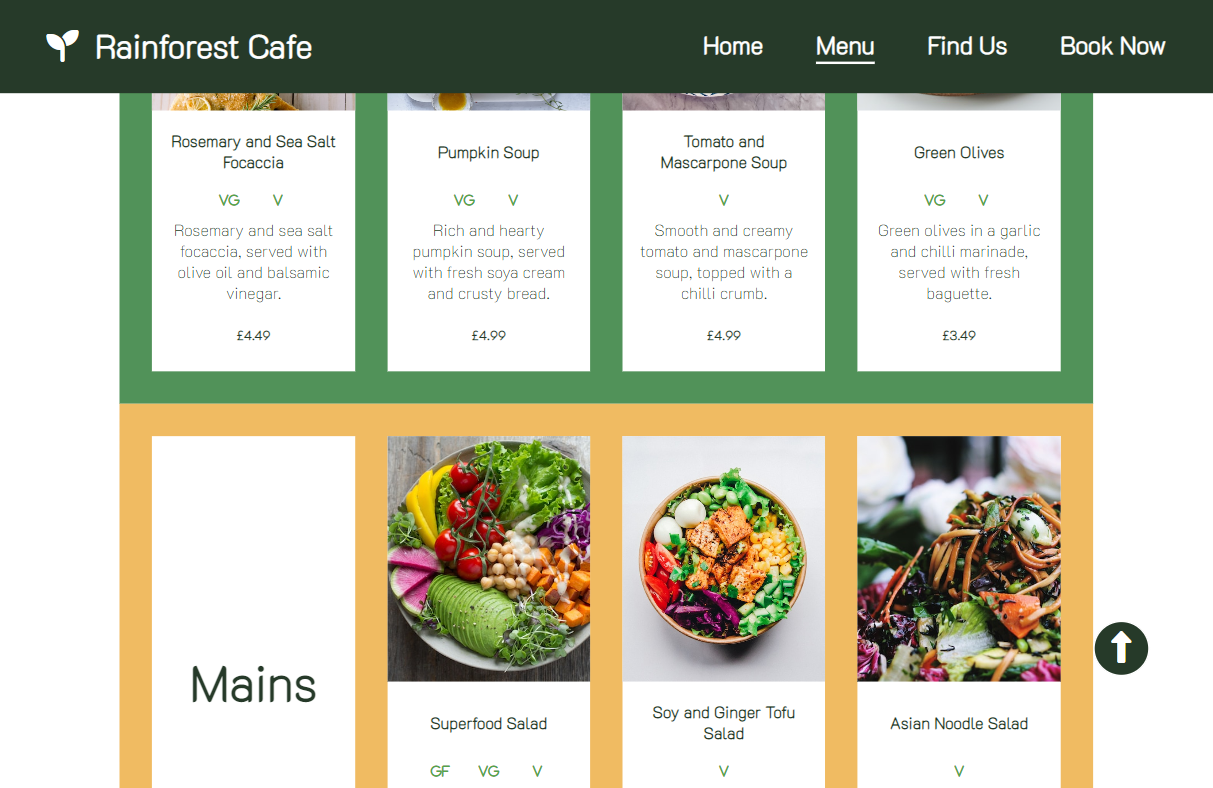 Rainforest Cafe
Home Menu Find Us Book Now
Rosemary and Sea Salt
Focaccia
VG V
Rosemary and sea salt
focaccia, served with
olive oil and balsamic
vinegar.
£4.49
Pumpkin Soup
VG V
Rich and hearty
pumpkin soup, served
with fresh soya cream
and crusty bread.
£4.99
Tomato and
Mascarpone Soup
V
Smooth and creamy
tomato and mascarpone
soup, topped with a
chilli crumb.
£4.99
Green Olives
VG V
Green olives in a garlic
and chilli marinade,
served with fresh
baguette.
£3.49
Mains
Superfood Salad
GF VG V
Soy and Ginger Tofu
Salad
V
Asian Noodle Salad
V